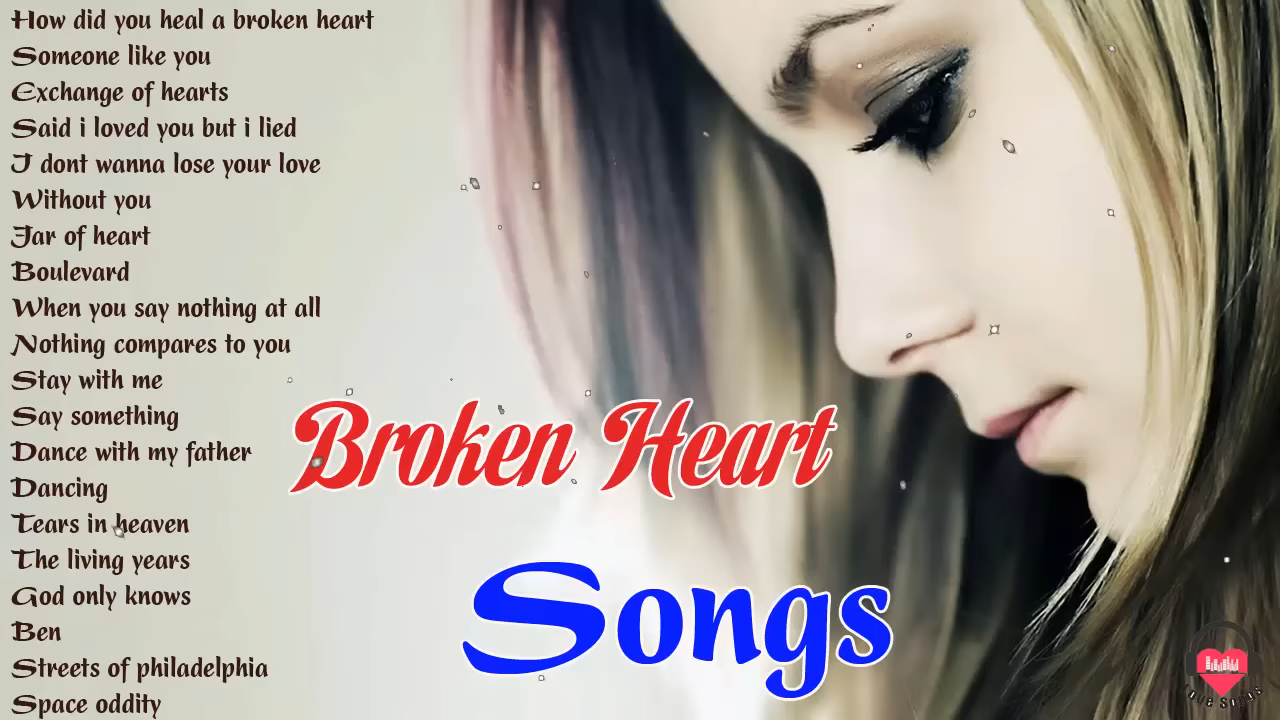 How did you heal a broken heart
Someone like you
Exchange of hearts
Said i loved you but i lied
I dont wanna lose your love
Without you
Jar of heart
Boulevard
When you say nothing at all
Nothing compares to you
Stay with me
Say something
Dance with my father
Dancing
Tears in heaven
The living years
God only knows
Ben
Streets of philadelphia
Space oddity
Broken Heart
Songs
Love Songs